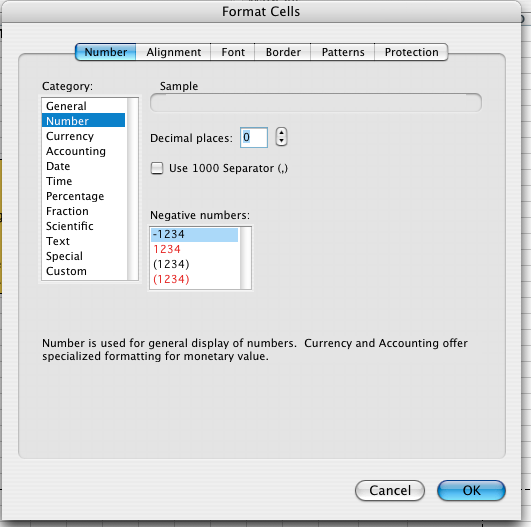 Format Cells
Number Alignment Font Border Patterns Protection
Category:
General
Number
Currency
Accounting
Date
Time
Percentage
Fraction
Scientific
Text
Special
Custom
Sample
Decimal places: 0
Use 1000 Separator (,)
Negative numbers:
-1234
1234
(1234)
(1234)
Number is used for general display of numbers. Currency and Accounting offer
specialized formatting for monetary value.
Cancel OK